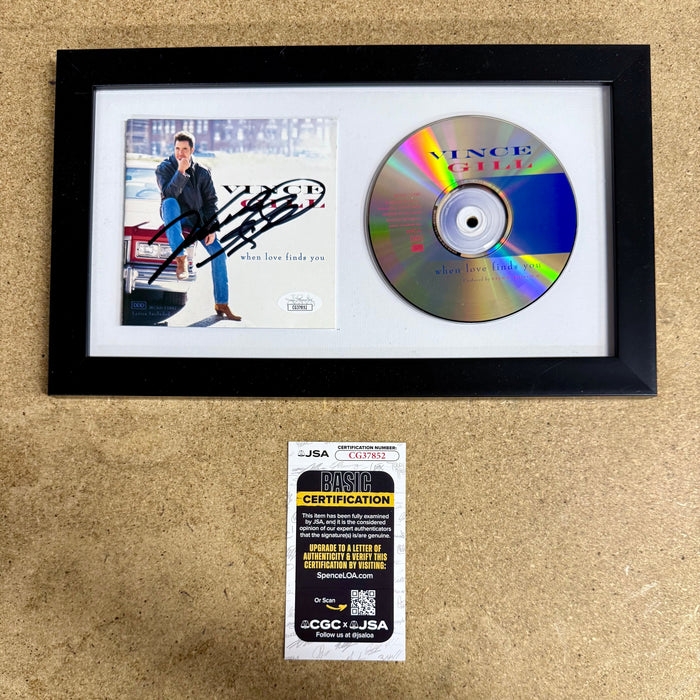 VINCE
GILL
when love finds you
JSA
CG37852
VINCE
GILL
when love finds you
JSA
CERTIFICATION NUMBER:
CG37852
BASIC
CERTIFICATION
This item has been fully examined
by JSA, and it is the considered
opinion of our expert authenticators
that the signature(s) is/are genuine.
UPGRADE TO A LETTER OF
AUTHENTICITY & VERIFY THIS
CERTIFICATION BY VISITING:
SpenceLOA.com
Or Scan
CGC x JSA
Follow us at @jsaloa